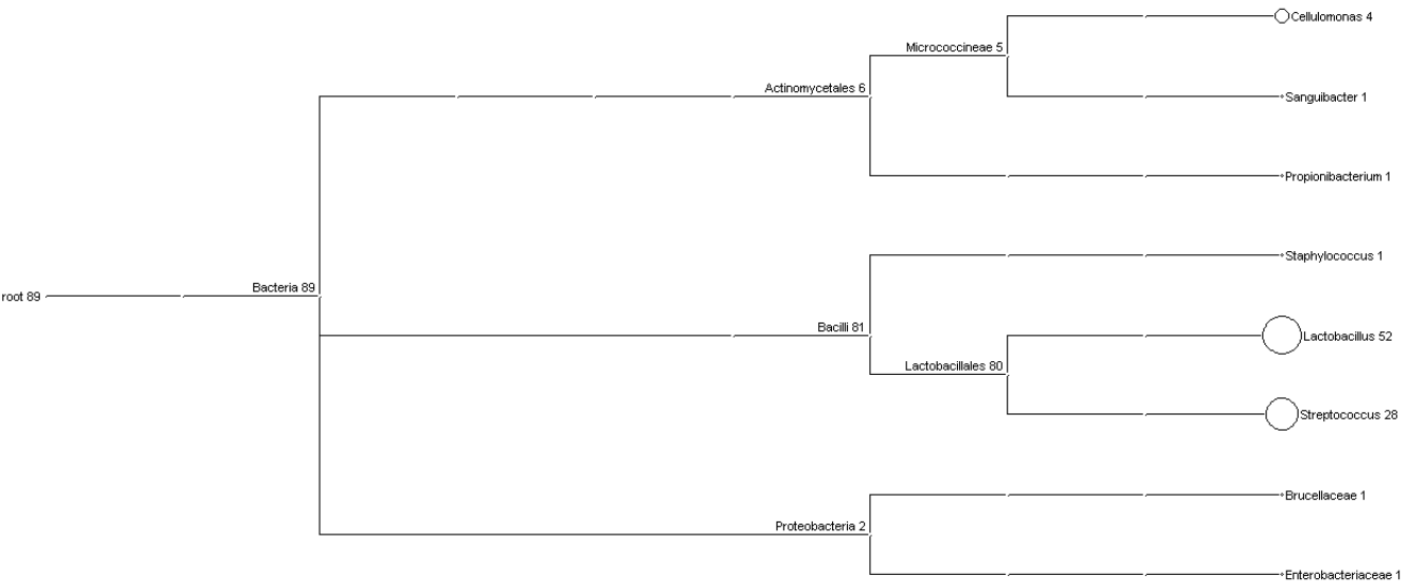 Cellulomonas 4
Micrococcineae 5
Actinomycetales 6
Sanguibacter 1
Propionibacterium 1
Staphylococcus 1
Bacteria 89
root 89
Bacilli 81
Lactobacillus 52
Lactobacillales 80
Streptococcus 28
Brucellaceae 1
Proteobacteria 2
Enterobacteriaceae 1